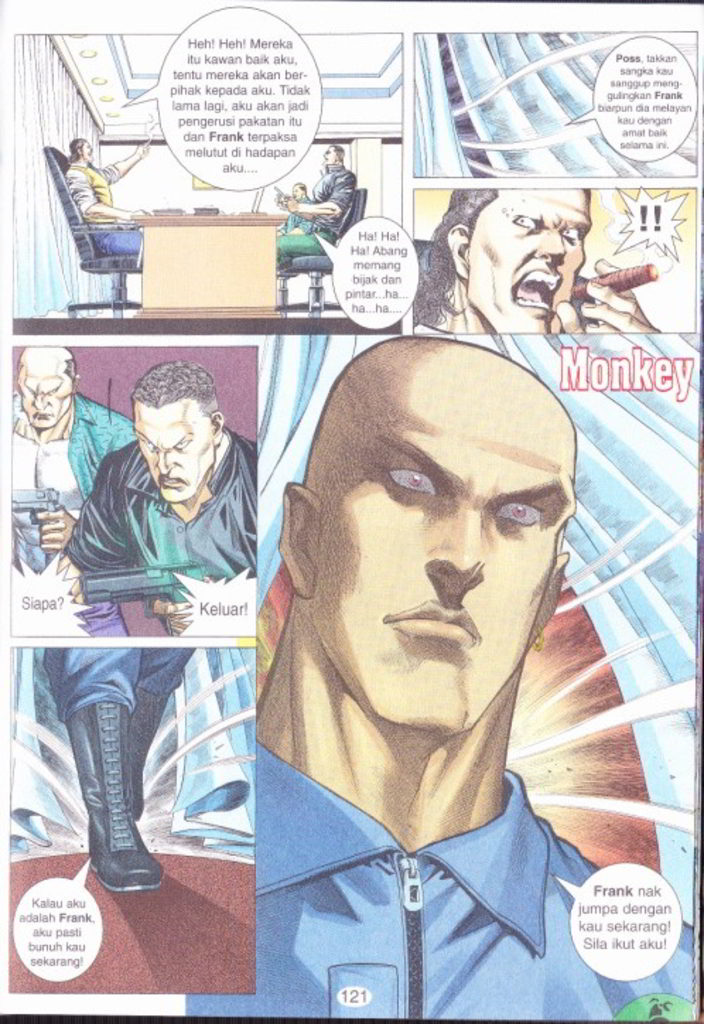 Heh! Heh! Mereka
itu kawan baik aku,
tentu mereka akan ber-
pihak kepada aku. Tidak
lama lagi, aku akan jadi
pengerusi pakatan itu
dan Frank terpaksa
melutut di hadapan
aku....
Ha! Ha!
Ha! Abang
memang
bijak dan
pintar...ha...
ha...ha....
Poss, takkan
sangka kau
sanggup meng-
gulingkan Frank
biarpun dia melayan
kau dengan
amat baik
selama ini.
!!
Siapa?
Keluar!
Monkey
Kalau aku
adalah Frank,
aku pasti
bunuh kau
sekarang!
Frank nak
jumpa dengan
kau sekarang!
Sila ikut aku!
121